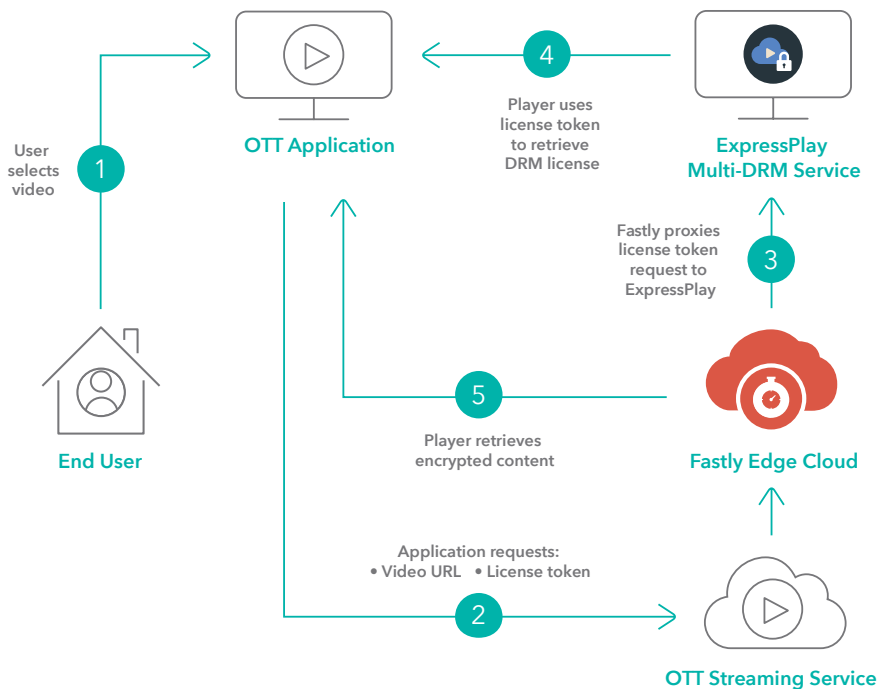 4
Player uses
license token
to retrieve
DRM license
OTT Application
ExpressPlay
Multi-DRM Service
User
selects
video
1
Fastly proxies
license token
request to
ExpressPlay
3
5
Player retrieves
encrypted content
End User
Fastly Edge Cloud
Application requests:
• Video URL • License token
2
OTT Streaming Service